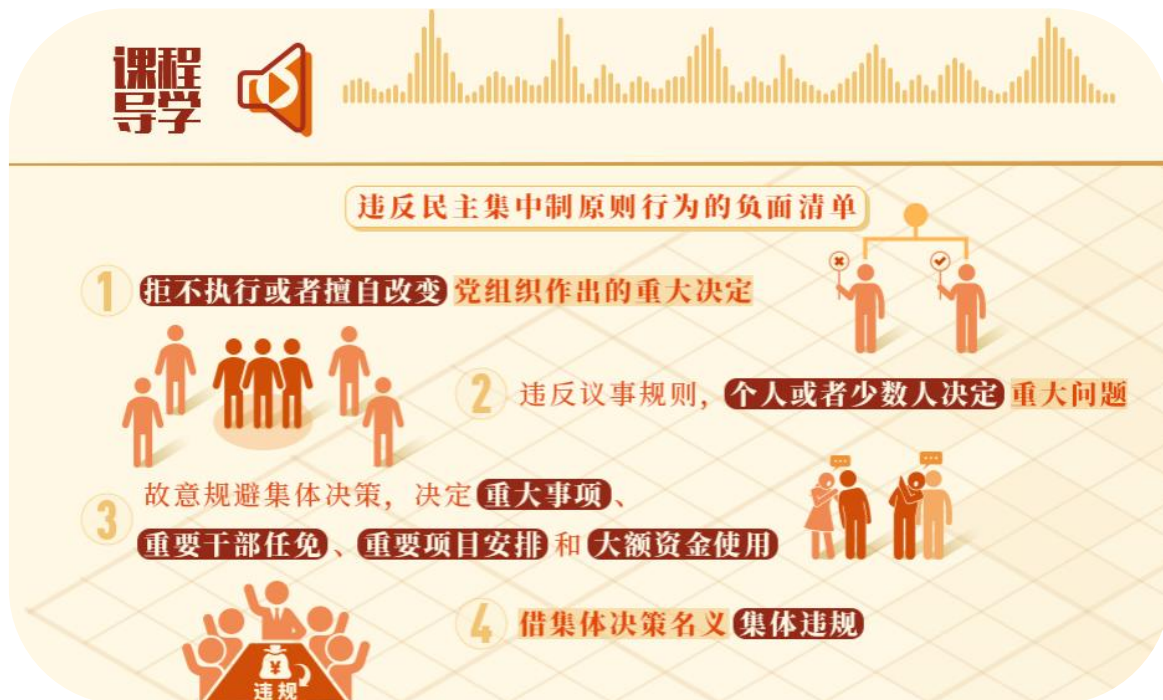 课程
导学
违反民主集中制原则行为的负面清单
1 拒不执行或者擅自改变 党组织作出的重大决定
2 违反议事规则，个人或者少数人决定 重大问题
3 故意规避集体决策，决定 重大事项、
重要干部任免、重要项目安排 和 大额资金使用
4 借集体决策名义 集体违规
¥
违规